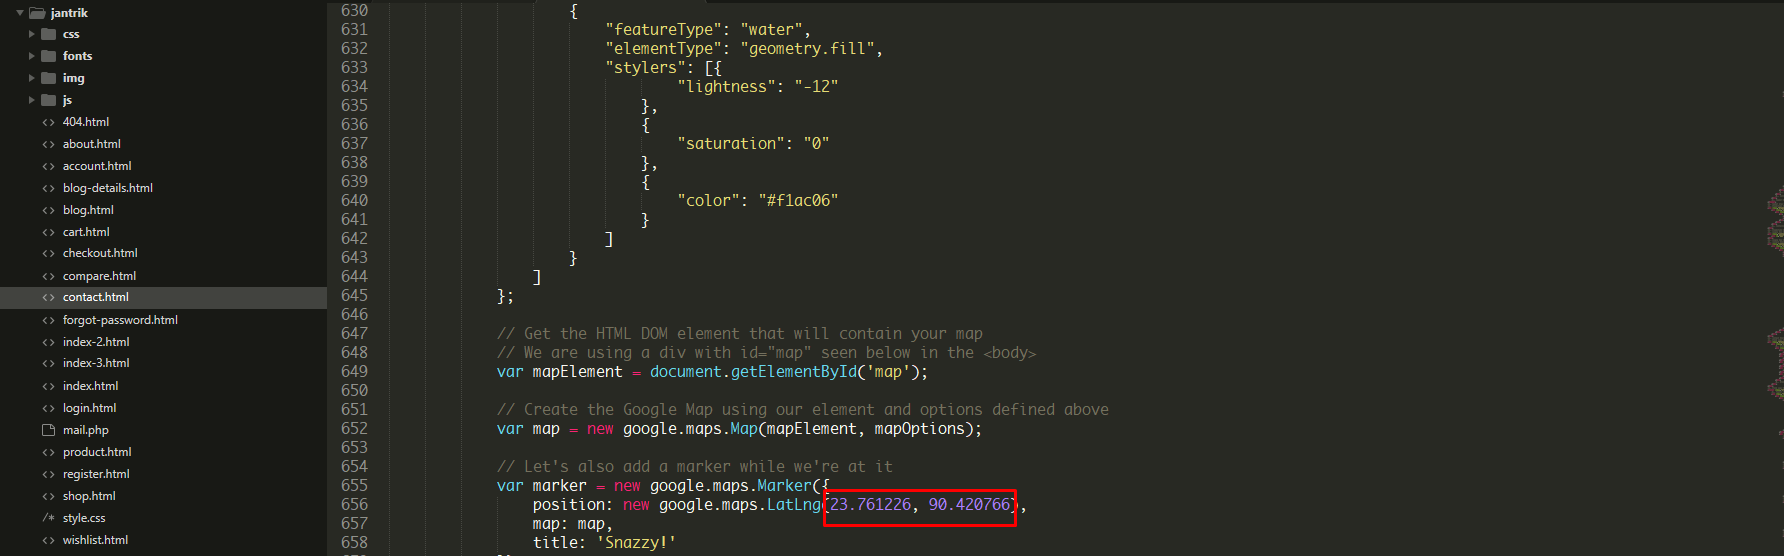 jantrik
css
fonts
img
js
404.html
about.html
account.html
blog-details.html
blog.html
cart.html
checkout.html
compare.html
contact.html
forgot-password.html
index-2.html
index-3.html
index.html
login.html
mail.php
product.html
register.html
shop.html
/* style.css
wishlist.html
630 {
631 "featureType": "water",
632 "elementType": "geometry.fill",
633 "stylers": [{
634 "lightness": "-12"
635 },
636 {
637 "saturation": "0"
638 },
639 {
640 "color": "#f1ac06"
641 }
642 ]
643 }
644 ]
645 };
646
647 // Get the HTML DOM element that will contain your map
648 // We are using a div with id="map" seen below in the <body>
649 var mapElement = document.getElementById('map');
650
651 // Create the Google Map using our element and options defined above
652 var map = new google.maps.Map(mapElement, mapOptions);
653
654 // Let's also add a marker while we're at it
655 var marker = new google.maps.Marker({
656 position: new google.maps.LatLng(23.761226, 90.420766),
657 map: map,
658 title: 'Snazzy!'